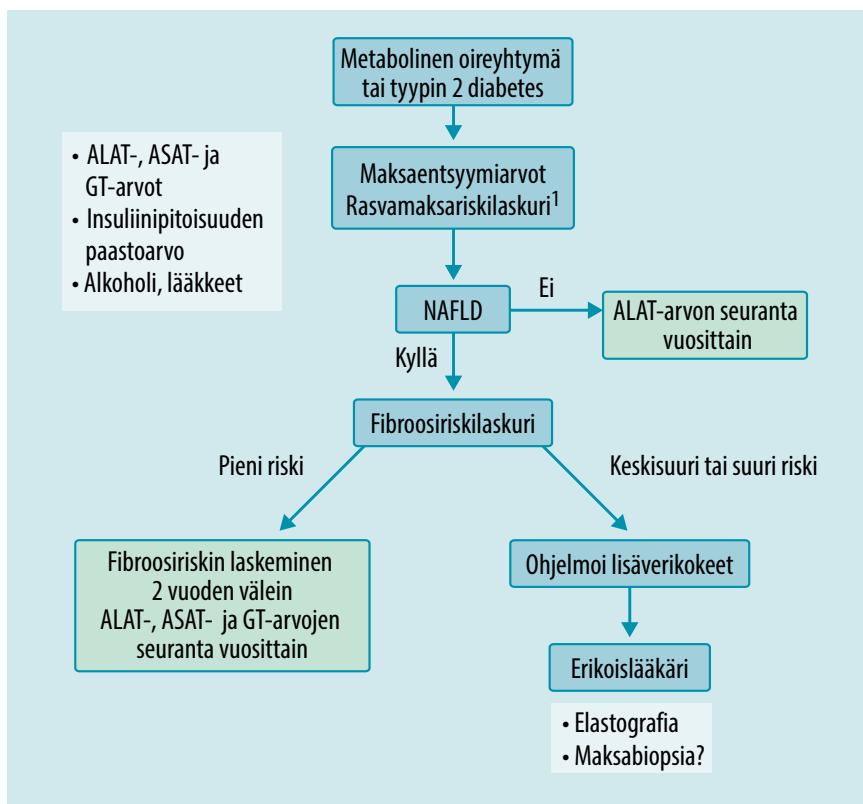 Metabolinen oireyhtymä
tai tyypin 2 diabetes
• ALAT-, ASAT- ja
GT-arvot
• Insuliinipitoisuuden
paastoarvo
• Alkoholi, lääkkeet
Maksaentsyymiarvot
Rasvamaksariskilaskuri¹
NAFLD
Ei
ALAT-arvon seuranta
vuosittain
Kyllä
Fibroosiriskilaskuri
Pieni riski
Keskisuuri tai suuri riski
Fibroosiriskin laskeminen
2 vuoden välein
ALAT-, ASAT- ja GT-arvojen
seuranta vuosittain
Ohjelmoi lisäverikokeet
Erikoislääkäri
• Elastografia
• Maksabiopsia?